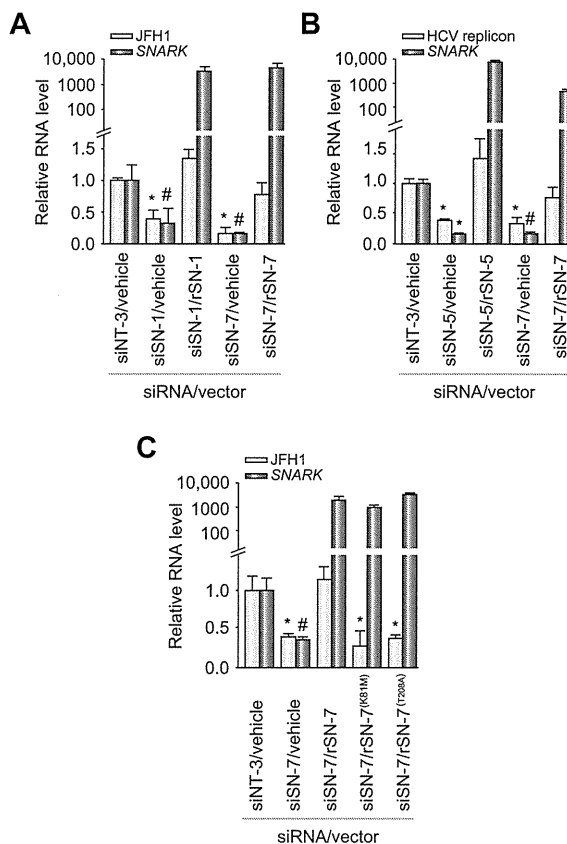 A
JFH1
SNARK
Relative RNA level
10,000
1000
100
1.5
1.0
0.5
0.0
* # * #
siNT-3/vehicle
siSN-1/vehicle
siSN-1/rSN-1
siSN-7/vehicle
siSN-7/rSN-7
siRNA/vector
B
HCV replicon
SNARK
Relative RNA level
10,000
1000
100
1.5
1.0
0.5
0.0
* * * #
siNT-3/vehicle
siSN-5/vehicle
siSN-5/rSN-5
siSN-7/vehicle
siSN-7/rSN-7
siRNA/vector
C
JFH1
SNARK
Relative RNA level
10,000
1000
100
1.0
0.5
0.0
* # * *
siNT-3/vehicle
siSN-7/vehicle
siSN-7/rSN-7
siSN-7/rSN-7(K81M)
siSN-7/rSN-7(T208A)
siRNA/vector